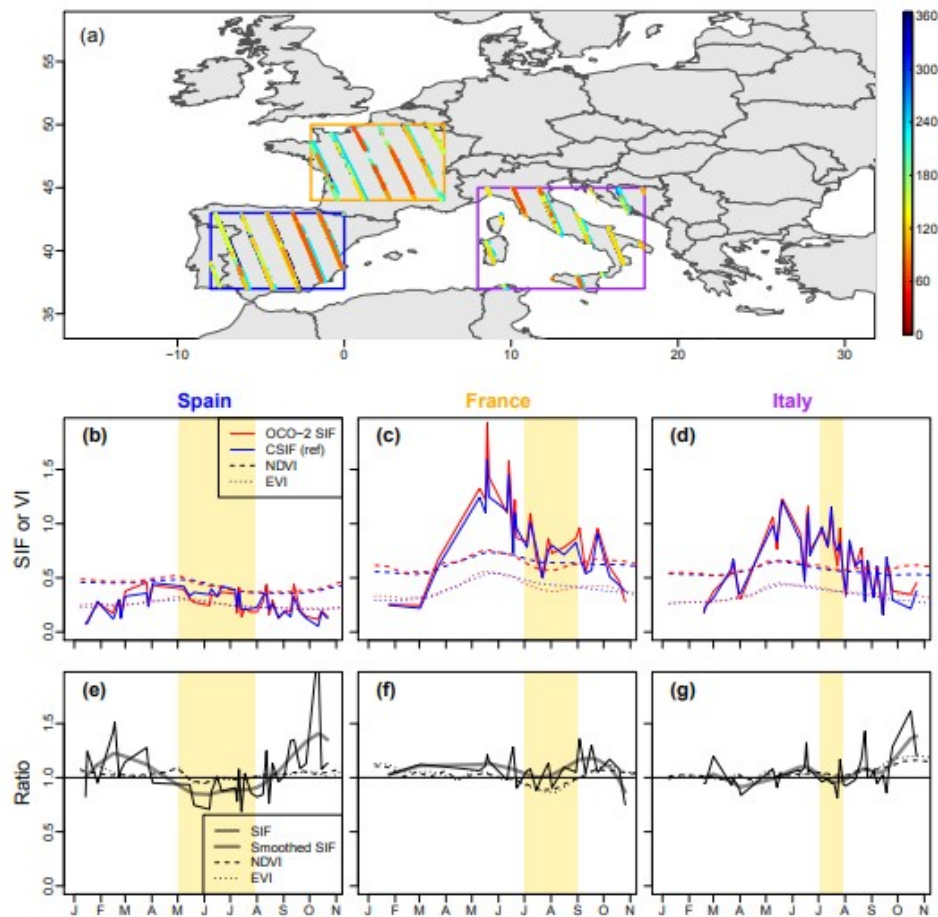 (a)
55
50
45
40
35
−10 0 10 20 30
360
300
240
180
120
60
0
Spain France Italy
(b) (c) (d)
OCO−2 SIF
CSIF (ref)
NDVI
EVI
SIF or VI
1.5
1.0
0.5
0.0
(e) (f) (g)
Ratio
1.5
1.0
0.5
0.0
SIF
Smoothed SIF
NDVI
EVI
J F M A M J J A S O N J F M A M J J A S O N J F M A M J J A S O N